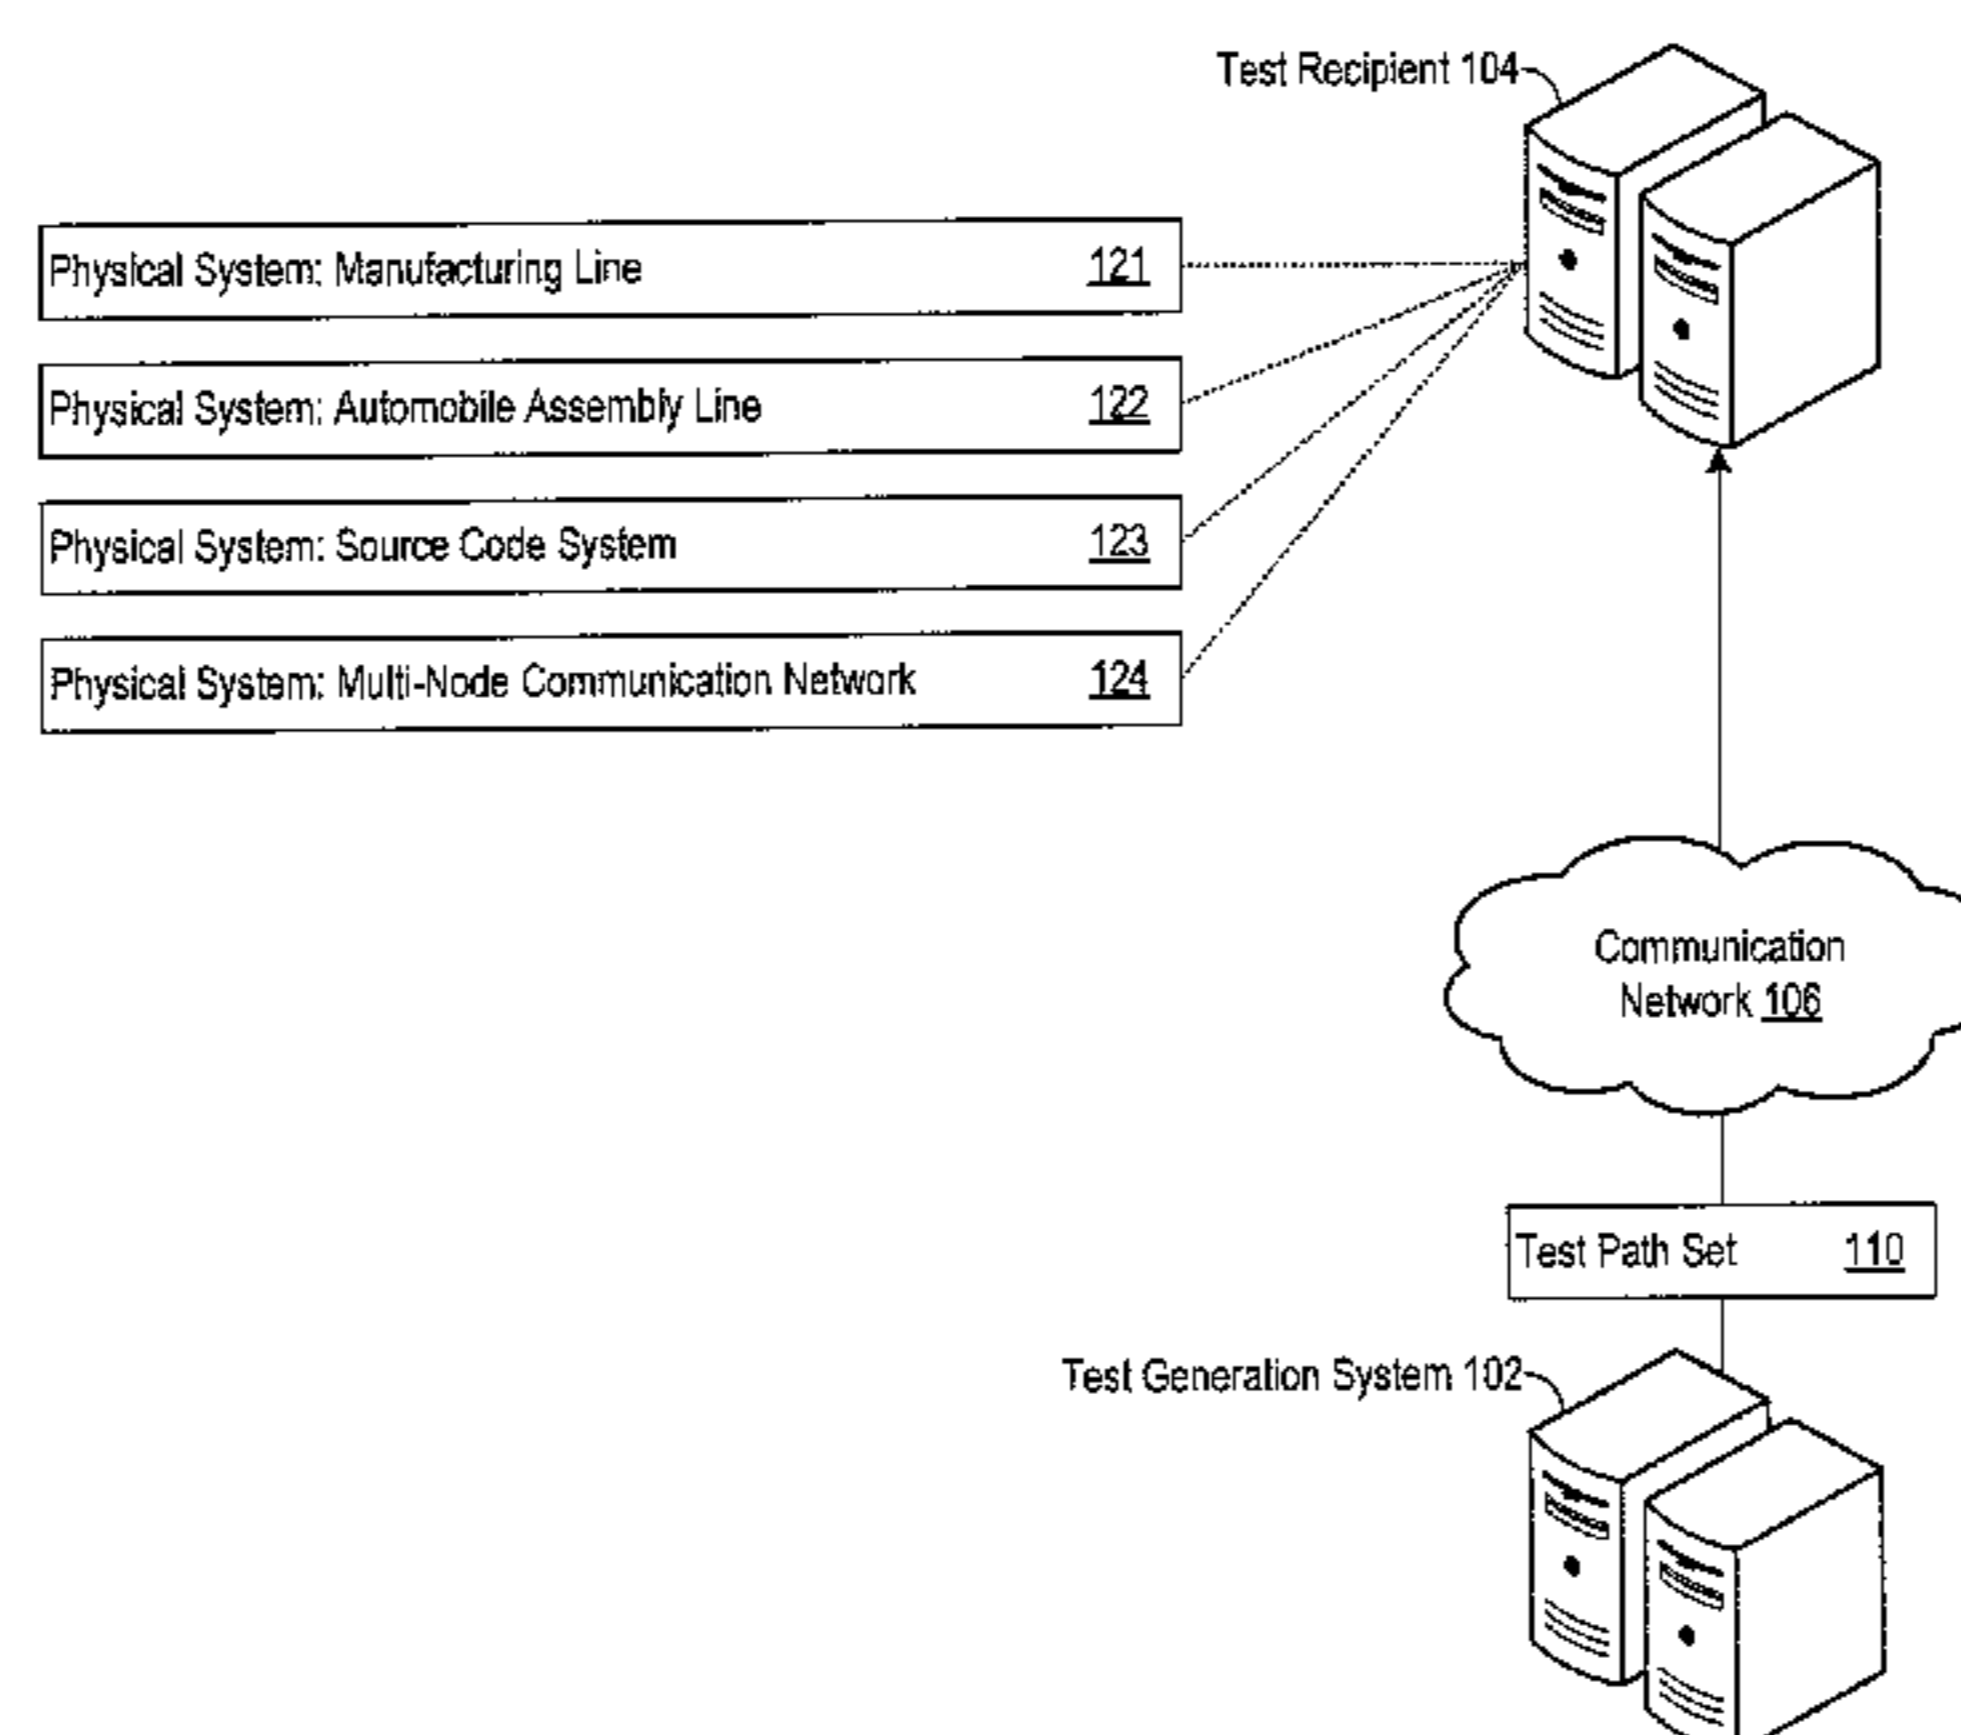 Test Recipient 104
Physical System: Manufacturing Line 121
Physical System: Automobile Assembly Line 122
Physical System: Source Code System 123
Physical System: Multi-Node Communication Network 124
Communication
Network 106
Test Path Set 110
Test Generation System 102